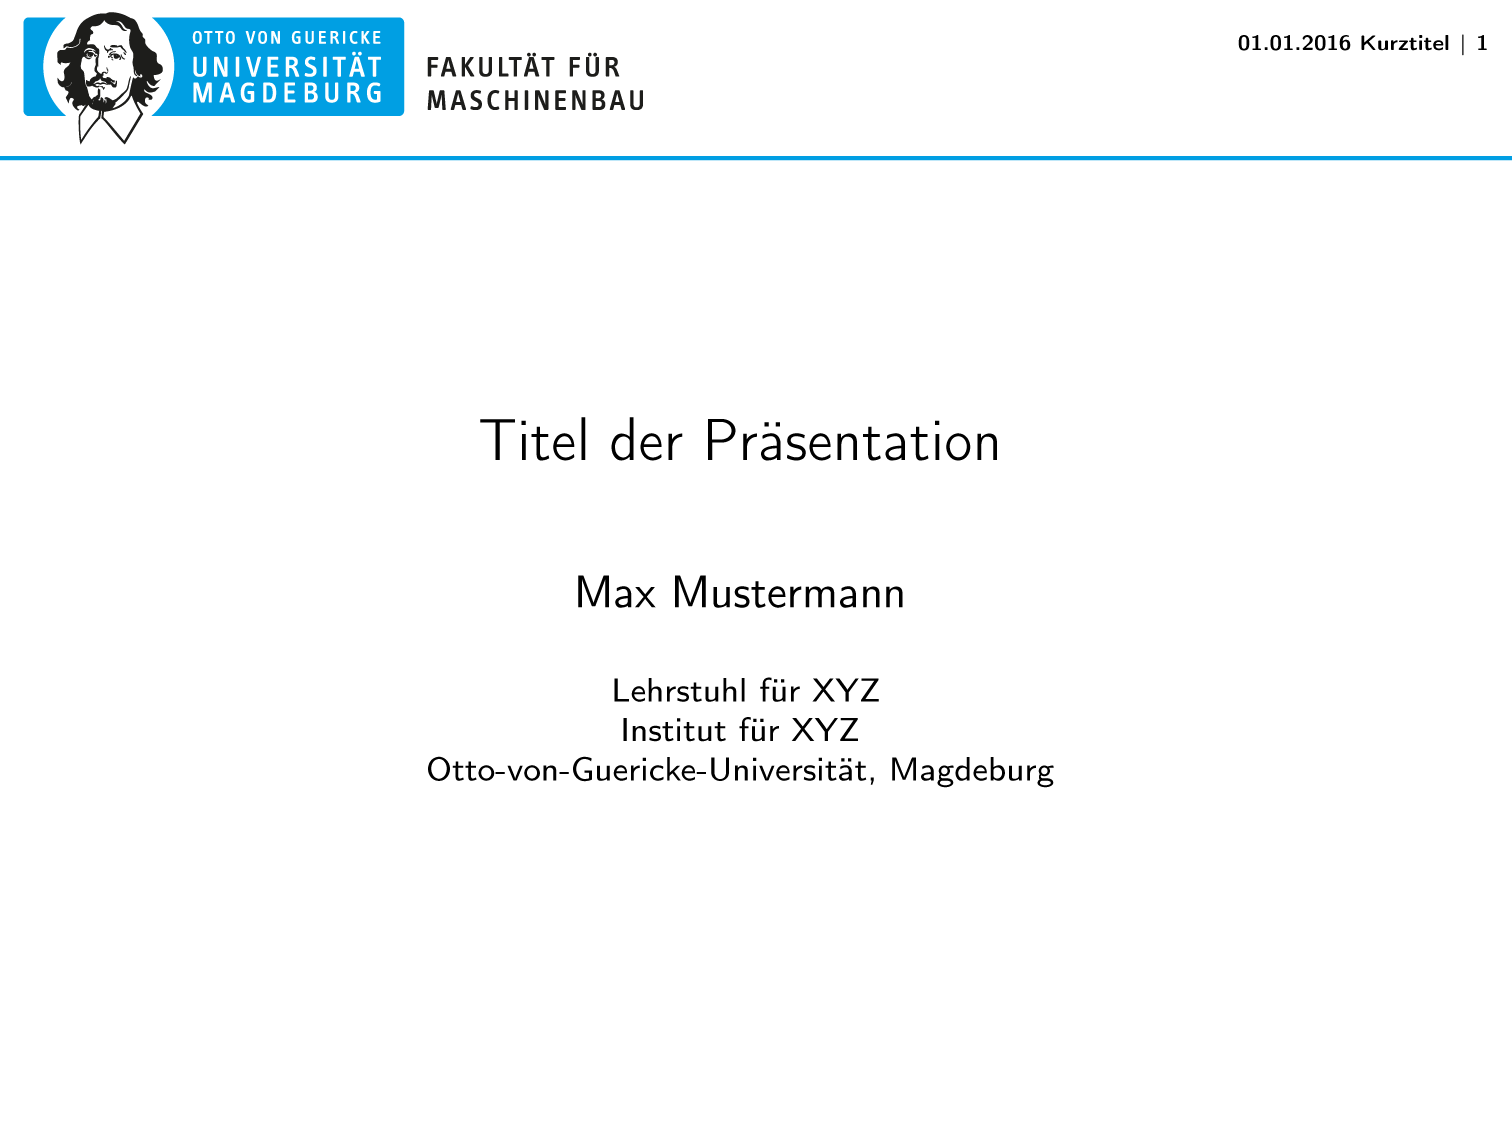 OTTO VON GUERICKE
UNIVERSITÄT
MAGDEBURG
FAKULTÄT FÜR
MASCHINENBAU
01.01.2016 Kurztitel | 1
Titel der Präsentation
Max Mustermann
Lehrstuhl für XYZ
Institut für XYZ
Otto-von-Guericke-Universität, Magdeburg